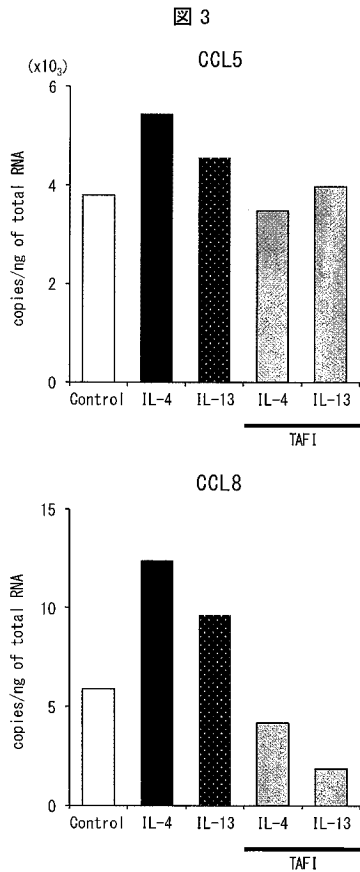 図 3
CCL5
(x10₃)
6
4
2
0
copies/ng of total RNA
Control IL-4 IL-13 IL-4 IL-13
TAFI
CCL8
15
10
5
0
copies/ng of total RNA
Control IL-4 IL-13 IL-4 IL-13
TAFI